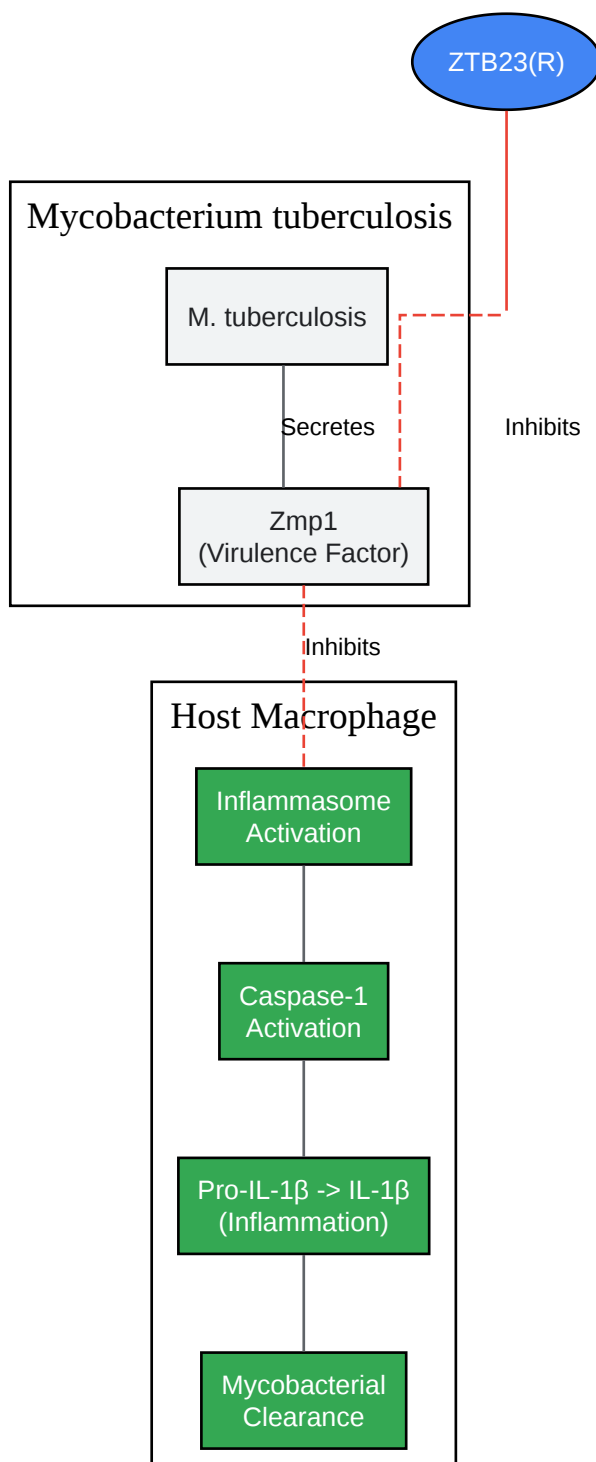 ZTB23(R)
Mycobacterium tuberculosis
M. tuberculosis
Secretes
Inhibits
Zmp1
(Virulence Factor)
Inhibits
Host Macrophage
Inflammasome
Activation
Caspase-1
Activation
Pro-IL-1β -> IL-1β
(Inflammation)
Mycobacterial
Clearance